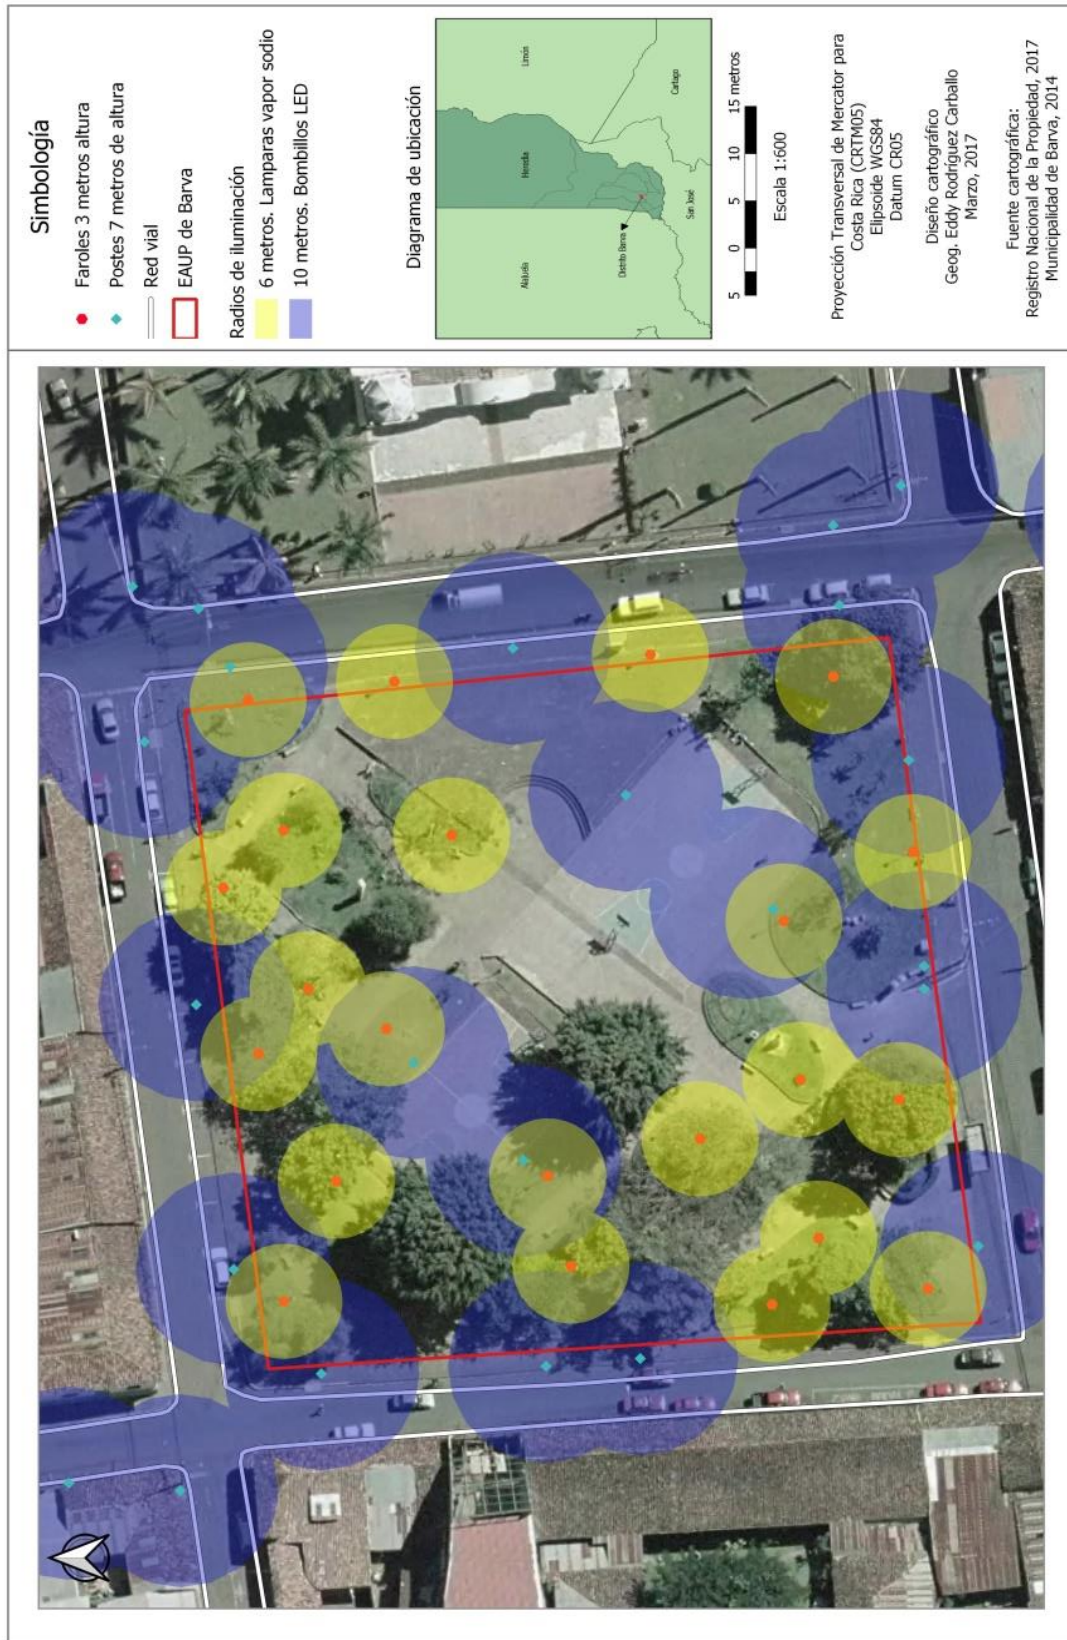 Simbología
Faroles 3 metros altura
Postes 7 metros de altura
Red vial
EAUP de Barva
Radios de iluminación
6 metros. Lamparas vapor sodio
10 metros. Bombillos LED
Diagrama de ubicación
Limón
Heredia
Alajuela
Cartago
San José
Distrito Barva
5 0 5 10 15 metros
Escala 1:600
Proyección Transversal de Mercator para
Costa Rica (CRTM05)
Elipsoide WGS84
Datum CR05
Diseño cartográfico
Geog. Eddy Rodríguez Carballo
Marzo, 2017
Fuente cartográfica:
Registro Nacional de la Propiedad, 2017
Municipalidad de Barva, 2014